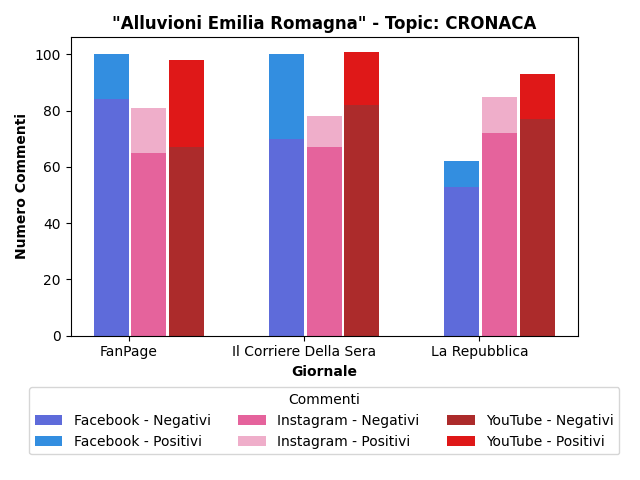 "Alluvioni Emilia Romagna" - Topic: CRONACA
100
80
60
40
20
0
Numero Commenti
FanPage Il Corriere Della Sera La Repubblica
Giornale
Commenti
Facebook - Negativi Instagram - Negativi YouTube - Negativi
Facebook - Positivi Instagram - Positivi YouTube - Positivi